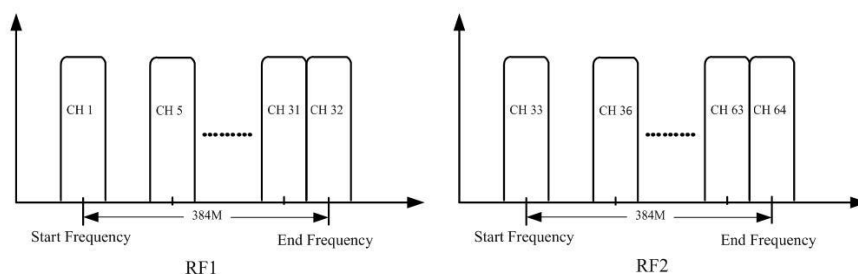 CH 1
CH 5
CH 31
CH 32
384M
Start Frequency
End Frequency
RF1
CH 33
CH 36
CH 63
CH 64
384M
Start Frequency
End Frequency
RF2